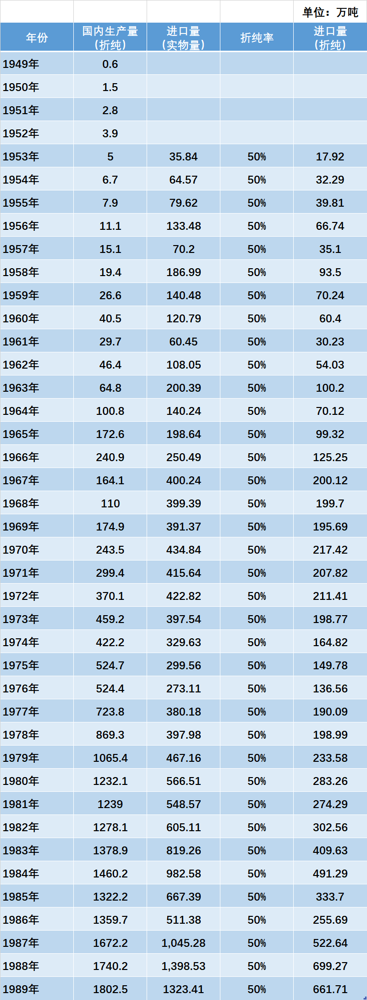 单位：万吨
年份 国内生产量 进口量 折纯率 进口量
(折纯) (实物量) (折纯)
1949年 0.6
1950年 1.5
1951年 2.8
1952年 3.9
1953年 5 35.84 50% 17.92
1954年 6.7 64.57 50% 32.29
1955年 7.9 79.62 50% 39.81
1956年 11.1 133.48 50% 66.74
1957年 15.1 70.2 50% 35.1
1958年 19.4 186.99 50% 93.5
1959年 26.6 140.48 50% 70.24
1960年 40.5 120.79 50% 60.4
1961年 29.7 60.45 50% 30.23
1962年 46.4 108.05 50% 54.03
1963年 64.8 200.39 50% 100.2
1964年 100.8 140.24 50% 70.12
1965年 172.6 198.64 50% 99.32
1966年 240.9 250.49 50% 125.25
1967年 164.1 400.24 50% 200.12
1968年 110 399.39 50% 199.7
1969年 174.9 391.37 50% 195.69
1970年 243.5 434.84 50% 217.42
1971年 299.4 415.64 50% 207.82
1972年 370.1 422.82 50% 211.41
1973年 459.2 397.54 50% 198.77
1974年 422.2 329.63 50% 164.82
1975年 524.7 299.56 50% 149.78
1976年 524.4 273.11 50% 136.56
1977年 723.8 380.18 50% 190.09
1978年 869.3 397.98 50% 198.99
1979年 1065.4 467.16 50% 233.58
1980年 1232.1 566.51 50% 283.26
1981年 1239 548.57 50% 274.29
1982年 1278.1 605.11 50% 302.56
1983年 1378.9 819.26 50% 409.63
1984年 1460.2 982.58 50% 491.29
1985年 1322.2 667.39 50% 333.7
1986年 1359.7 511.38 50% 255.69
1987年 1672.2 1,045.28 50% 522.64
1988年 1740.2 1,398.53 50% 699.27
1989年 1802.5 1323.41 50% 661.71